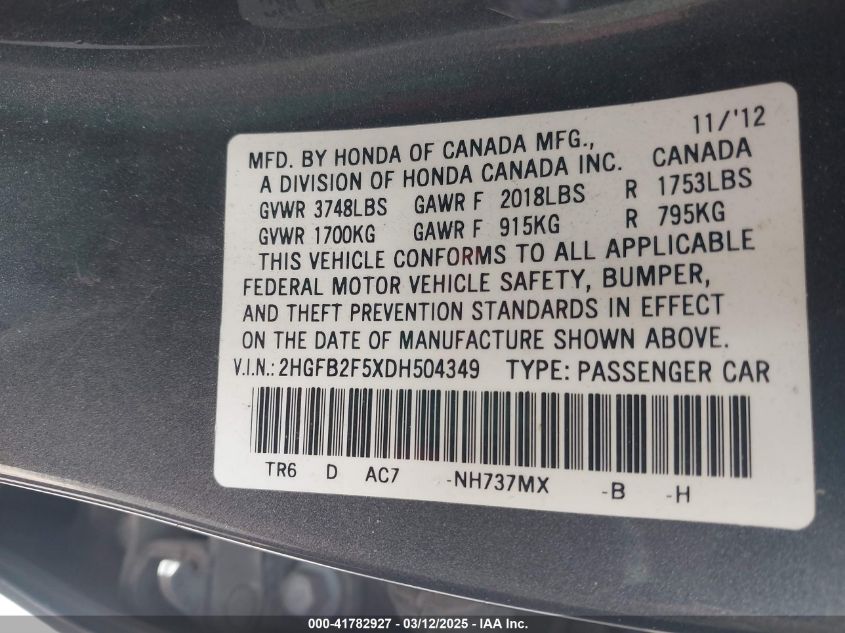 11/'12
MFD. BY HONDA OF CANADA MFG.,
A DIVISION OF HONDA CANADA INC. CANADA
GVWR 3748LBS GAWR F 2018LBS R 1753LBS
GVWR 1700KG GAWR F 915KG R 795KG
THIS VEHICLE CONFORMS TO ALL APPLICABLE
FEDERAL MOTOR VEHICLE SAFETY, BUMPER,
AND THEFT PREVENTION STANDARDS IN EFFECT
ON THE DATE OF MANUFACTURE SHOWN ABOVE.
V.I.N.: 2HGFB2F5XDH504349 TYPE: PASSENGER CAR
TR6 D AC7 -NH737MX -B -H
000-41782927 - 03/12/2025 - IAA Inc.